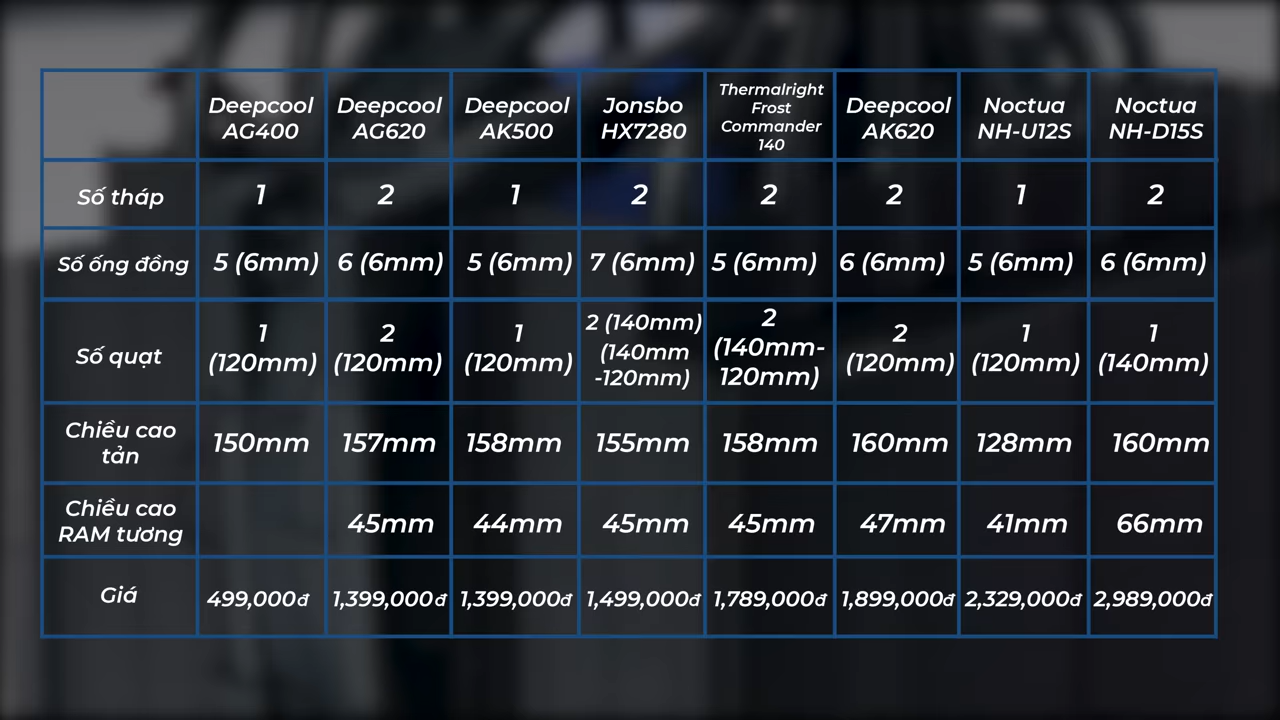 Deepcool
AG400
Deepcool
AG620
Deepcool
AK500
Jonsbo
HX7280
Thermalright
Frost
Commander
140
Deepcool
AK620
Noctua
NH-U12S
Noctua
NH-D15S
Số tháp
1
2
1
2
2
2
1
2
Số ống đồng
5 (6mm)
6 (6mm)
5 (6mm)
7 (6mm)
5 (6mm)
6 (6mm)
5 (6mm)
6 (6mm)
Số quạt
1
(120mm)
2
(120mm)
1
(120mm)
2 (140mm)
(140mm
-120mm)
2
(140mm-
120mm)
2
(120mm)
1
(120mm)
1
(140mm)
Chiều cao
tản
150mm
157mm
158mm
155mm
158mm
160mm
128mm
160mm
Chiều cao
RAM tương
45mm
44mm
45mm
45mm
47mm
41mm
66mm
Giá
499,000đ
1,399,000đ
1,399,000đ
1,499,000đ
1,789,000đ
1,899,000đ
2,329,000đ
2,989,000đ